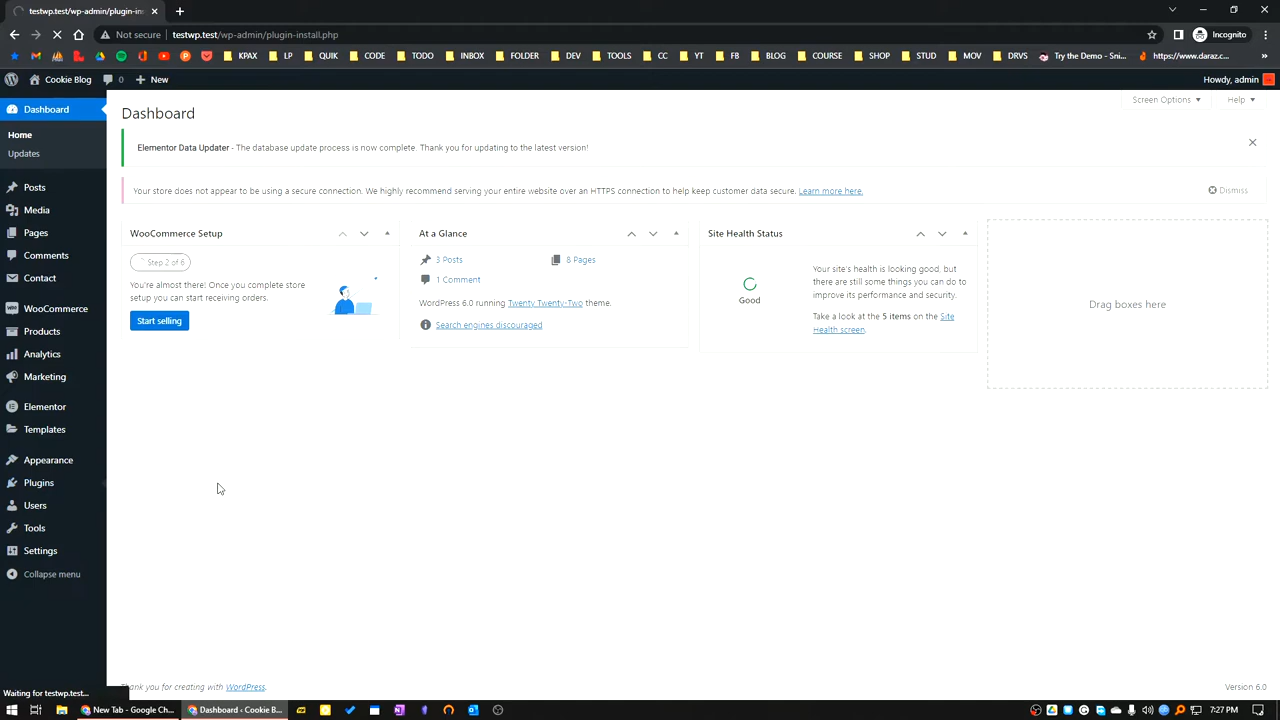 testwp.test/wp-admin/plugin-ins
Not secure testwp.test/wp-admin/plugin-install.php Incognito
KPAX LP QUIK CODE TODO INBOX FOLDER DEV TOOLS CC YT FB BLOG COURSE SHOP STUD MOV DRVS Try the Demo - Sni... https://www.daraz.c...
Cookie Blog 0 New Howdy, admin
Dashboard
Home
Updates
Posts
Media
Pages
Comments
Contact
WooCommerce
Products
Analytics
Marketing
Elementor
Templates
Appearance
Plugins
Users
Tools
Settings
Collapse menu
Screen Options Help
Dashboard
Elementor Data Updater - The database update process is now complete. Thank you for updating to the latest version!
Your store does not appear to be using a secure connection. We highly recommend serving your entire website over an HTTPS connection to help keep customer data secure. Learn more here. Dismiss
WooCommerce Setup
Step 2 of 6
You're almost there! Once you complete store
setup you can start receiving orders.
Start selling
At a Glance
3 Posts 8 Pages
1 Comment
WordPress 6.0 running Twenty Twenty-Two theme.
Search engines discouraged
Site Health Status
Good
Your site's health is looking good, but
there are still some things you can do to
improve its performance and security.
Take a look at the 5 items on the Site
Health screen.
Drag boxes here
Thank you for creating with WordPress. Version 6.0
Waiting for testwp.test...
New Tab - Google Ch... Dashboard ‹ Cookie B... 7:27 PM